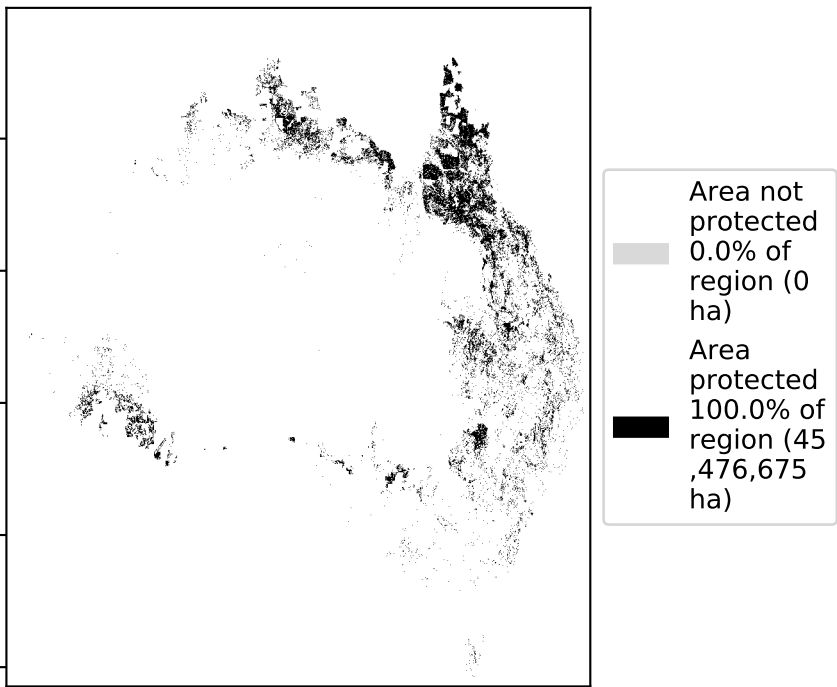 Area not
protected
0.0% of
region (0
ha)
Area
protected
100.0% of
region (45
,476,675
ha)